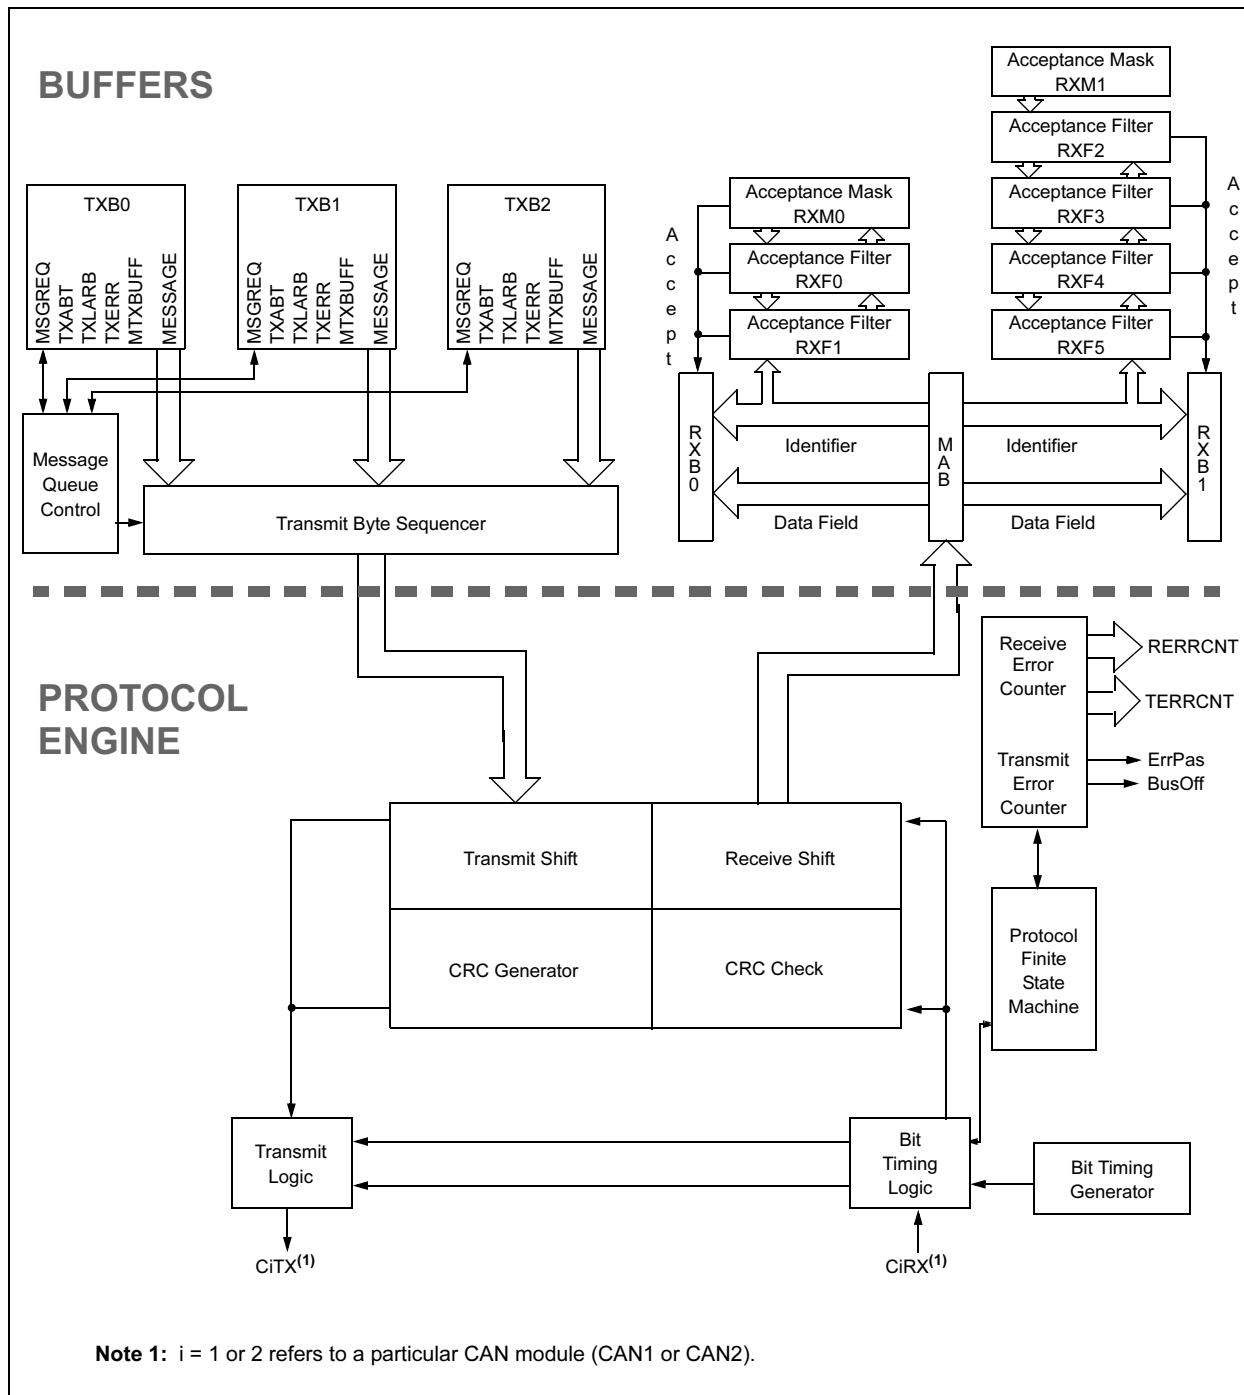 BUFFERS
Acceptance Mask
RXM1
Acceptance Filter
RXF2
Acceptance Filter
RXF3
Acceptance Filter
RXF4
Acceptance Filter
RXF5
Accept
Acceptance Mask
RXM0
Acceptance Filter
RXF0
Acceptance Filter
RXF1
Accept
TXB0
MSGREQ
TXABT
TXLARB
TXERR
MTXBUFF
MESSAGE
TXB1
MSGREQ
TXABT
TXLARB
TXERR
MTXBUFF
MESSAGE
TXB2
MSGREQ
TXABT
TXLARB
TXERR
MTXBUFF
MESSAGE
Message
Queue
Control
Transmit Byte Sequencer
RXB0
Identifier
Data Field
MAB
Identifier
Data Field
RXB1
PROTOCOL
ENGINE
Receive
Error
Counter
Transmit
Error
Counter
RERRCNT
TERRCNT
ErrPas
BusOff
Transmit Shift
Receive Shift
CRC Generator
CRC Check
Protocol
Finite
State
Machine
Transmit
Logic
Bit
Timing
Logic
Bit Timing
Generator
CiTX(1)
CiRX(1)
Note 1: i = 1 or 2 refers to a particular CAN module (CAN1 or CAN2).